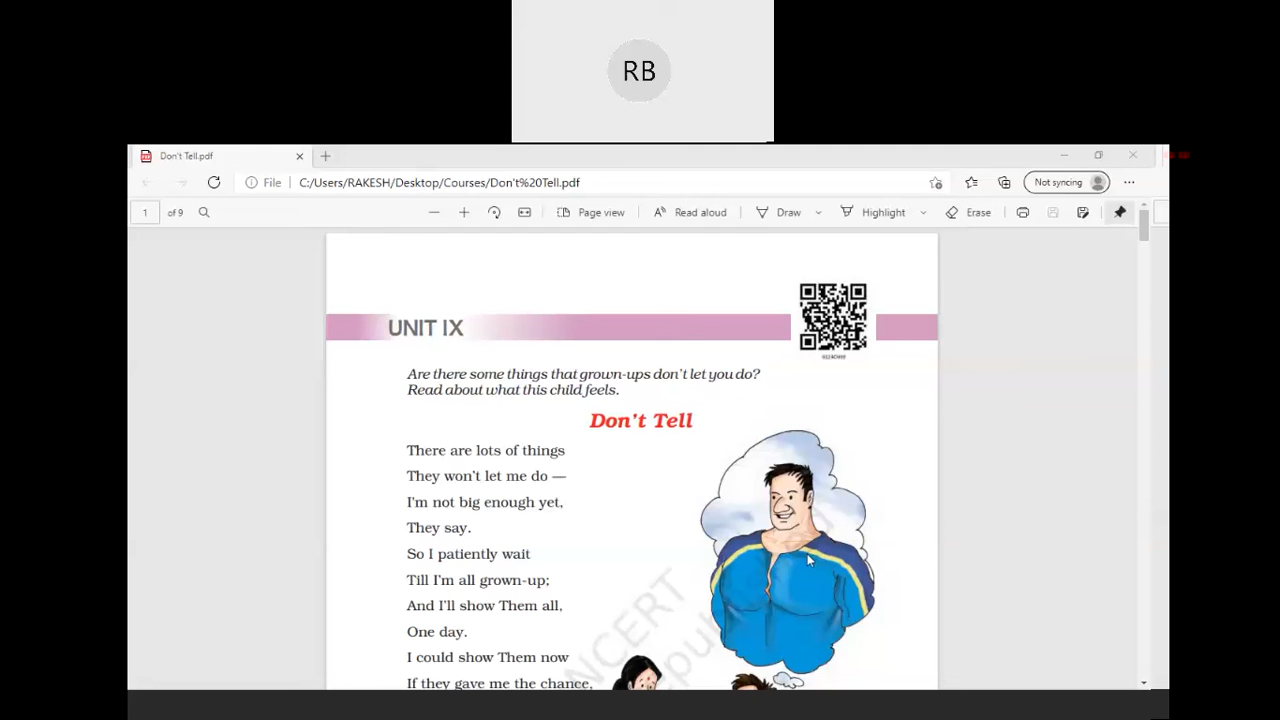 RB
Don't Tell.pdf
File C:/Users/RAKESH/Desktop/Courses/Don't%20Tell.pdf Not syncing
1 of 9 Page view Read aloud Draw Highlight Erase
UNIT IX
Are there some things that grown-ups don't let you do?
Read about what this child feels.
Don't Tell
There are lots of things
They won't let me do —
I'm not big enough yet,
They say.
So I patiently wait
Till I'm all grown-up;
And I'll show Them all,
One day.
I could show Them now
If they gave me the chance,
NCERT